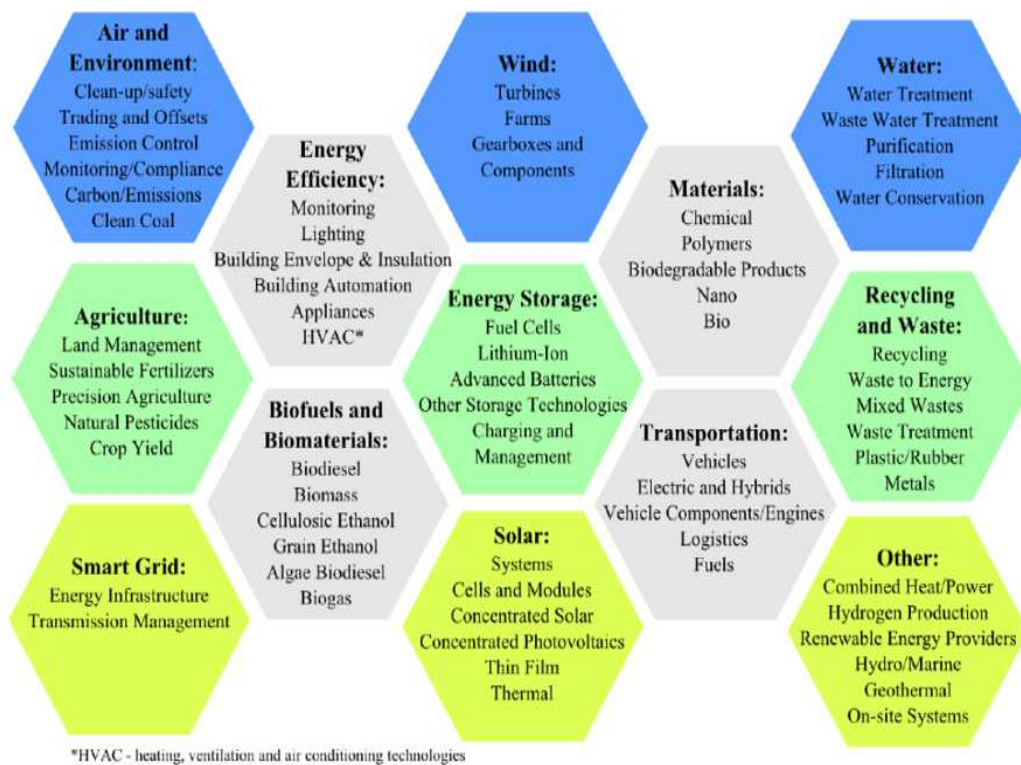 Air and
Environment:
Clean-up/safety
Trading and Offsets
Emission Control
Monitoring/Compliance
Carbon/Emissions
Clean Coal
Wind:
Turbines
Farms
Gearboxes and
Components
Water:
Water Treatment
Waste Water Treatment
Purification
Filtration
Water Conservation
Energy
Efficiency:
Monitoring
Lighting
Building Envelope & Insulation
Building Automation
Appliances
HVAC*
Materials:
Chemical
Polymers
Biodegradable Products
Nano
Bio
Agriculture:
Land Management
Sustainable Fertilizers
Precision Agriculture
Natural Pesticides
Crop Yield
Energy Storage:
Fuel Cells
Lithium-Ion
Advanced Batteries
Other Storage Technologies
Charging and
Management
Recycling
and Waste:
Recycling
Waste to Energy
Mixed Wastes
Waste Treatment
Plastic/Rubber
Metals
Biofuels and
Biomaterials:
Biodiesel
Biomass
Cellulosic Ethanol
Grain Ethanol
Algae Biodiesel
Biogas
Transportation:
Vehicles
Electric and Hybrids
Vehicle Components/Engines
Logistics
Fuels
Smart Grid:
Energy Infrastructure
Transmission Management
Solar:
Systems
Cells and Modules
Concentrated Solar
Concentrated Photovoltaics
Thin Film
Thermal
Other:
Combined Heat/Power
Hydrogen Production
Renewable Energy Providers
Hydro/Marine
Geothermal
On-site Systems
*HVAC - heating, ventilation and air conditioning technologies